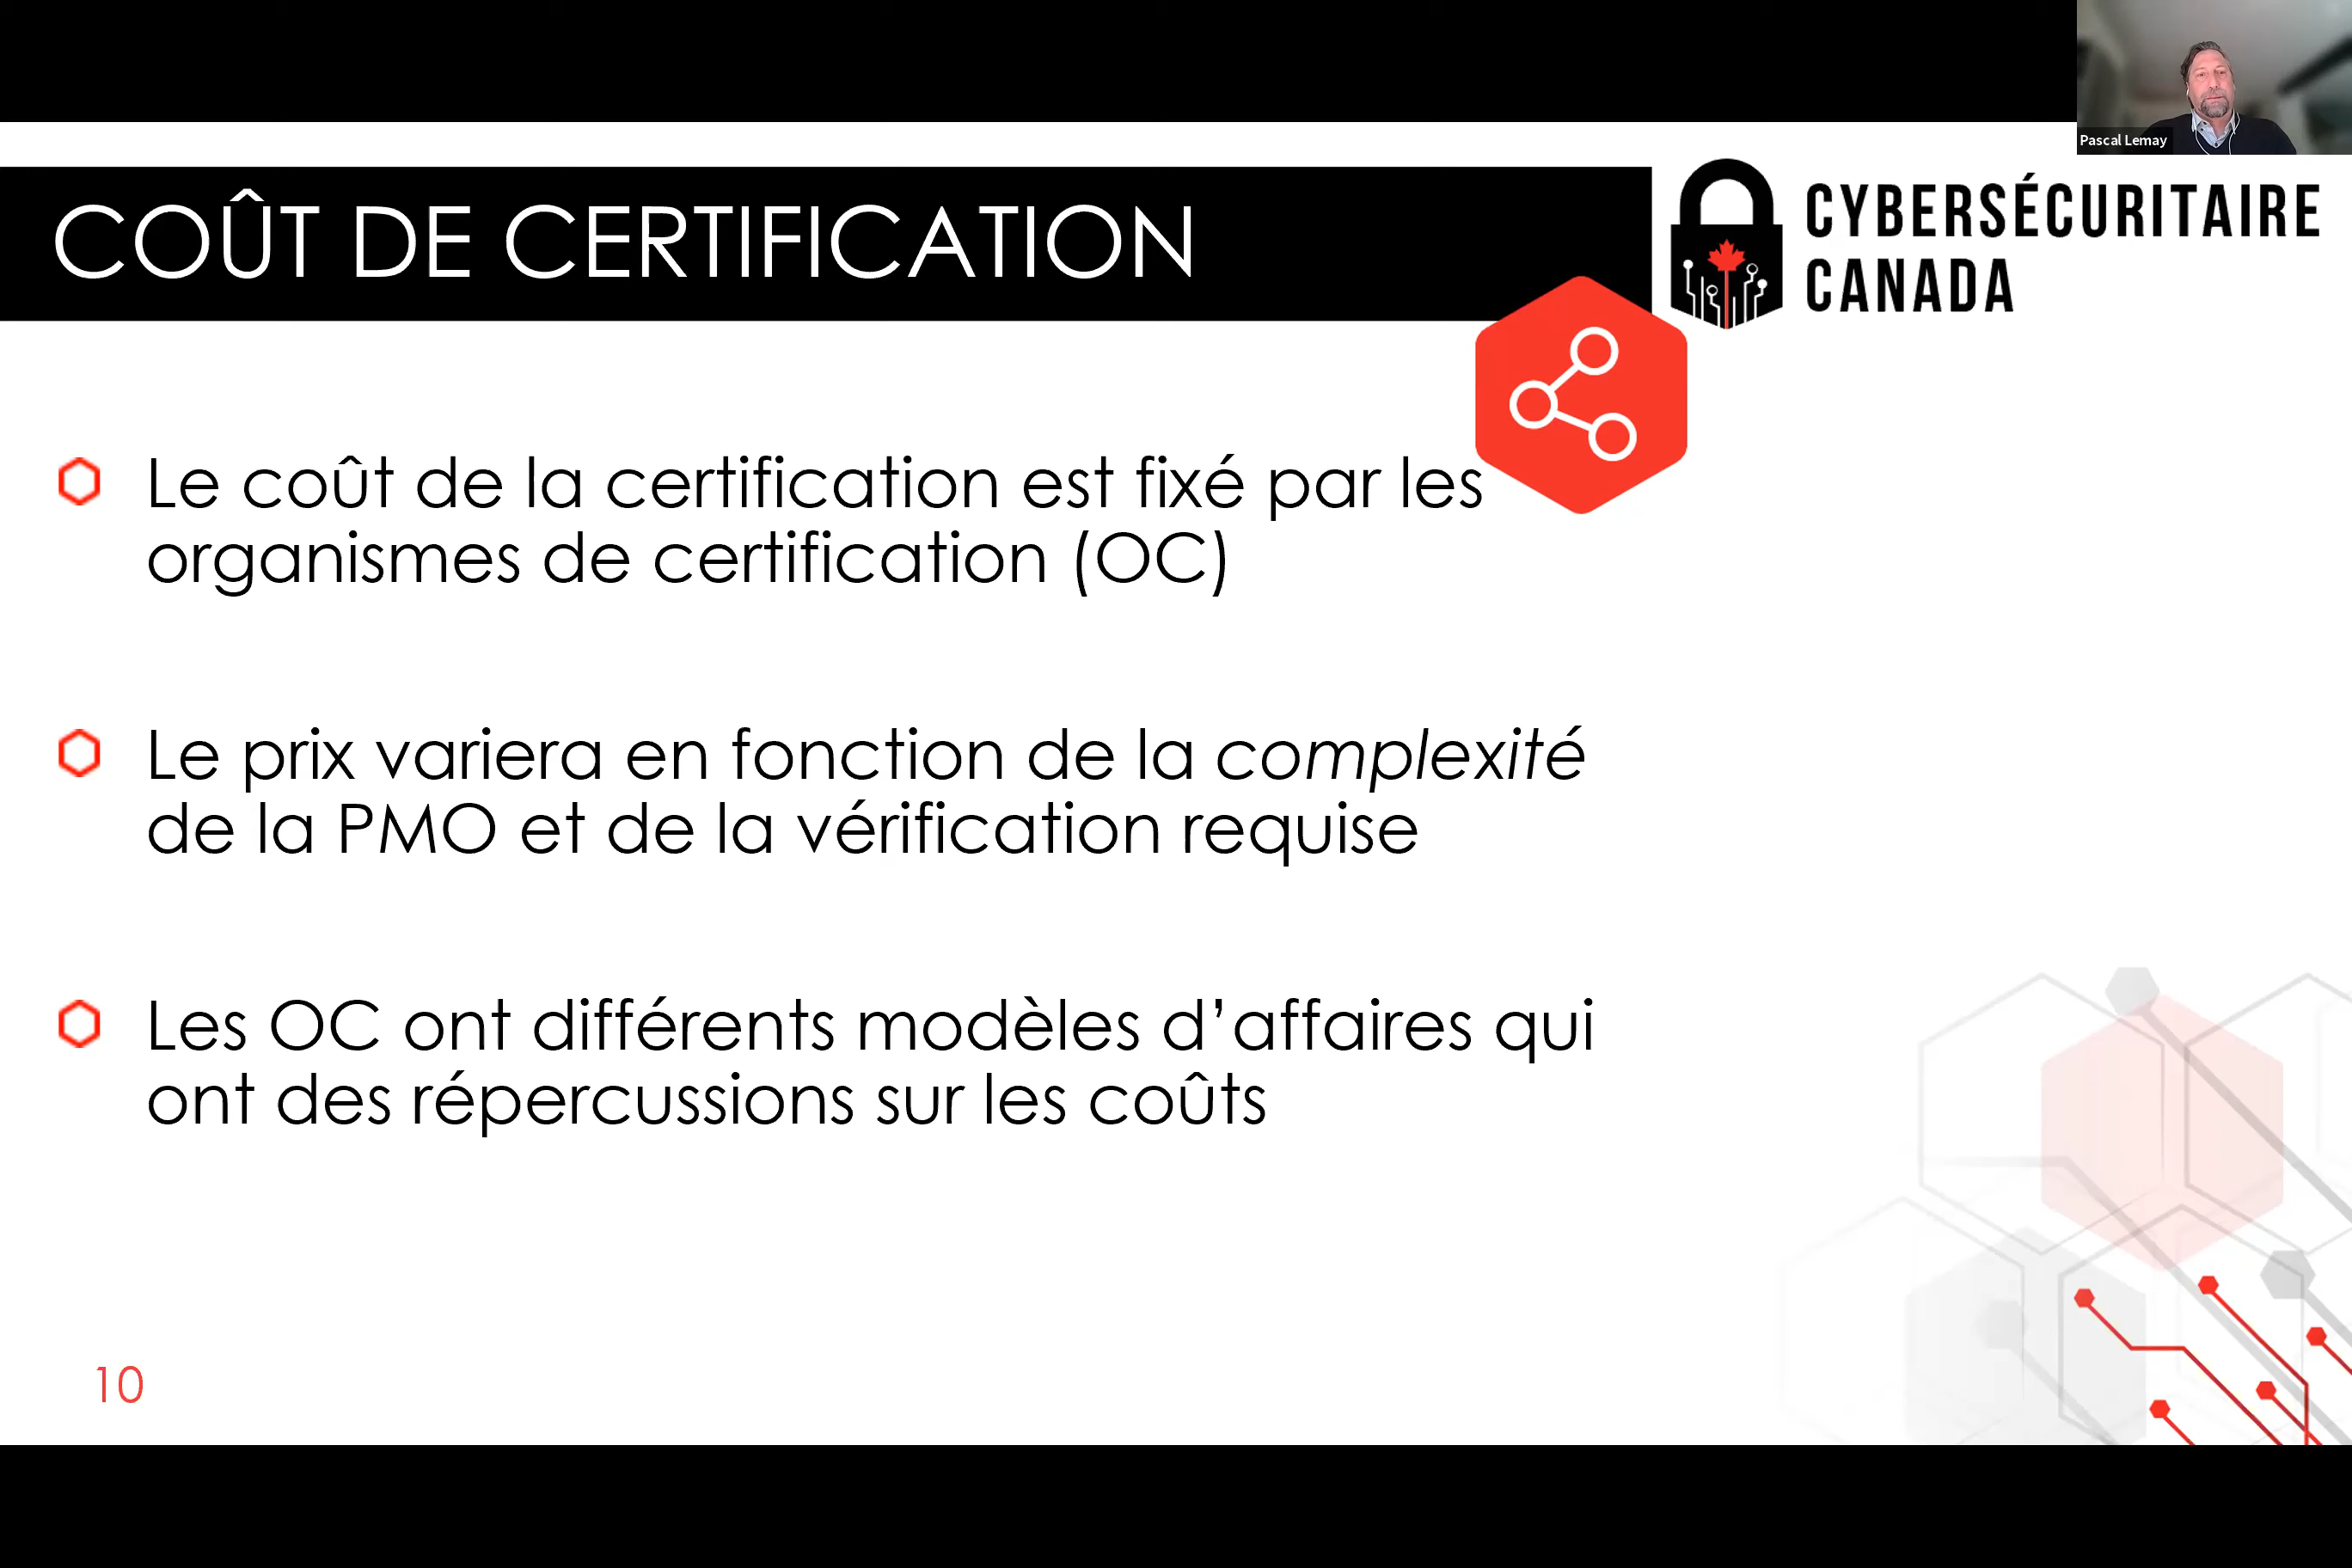 Pascal Lemay
COÛT DE CERTIFICATION
CYBERSÉCURITAIRE
CANADA
Le coût de la certification est fixé par les
organismes de certification (OC)
Le prix variera en fonction de la complexité
de la PMO et de la vérification requise
Les OC ont différents modèles d’affaires qui
ont des répercussions sur les coûts
10